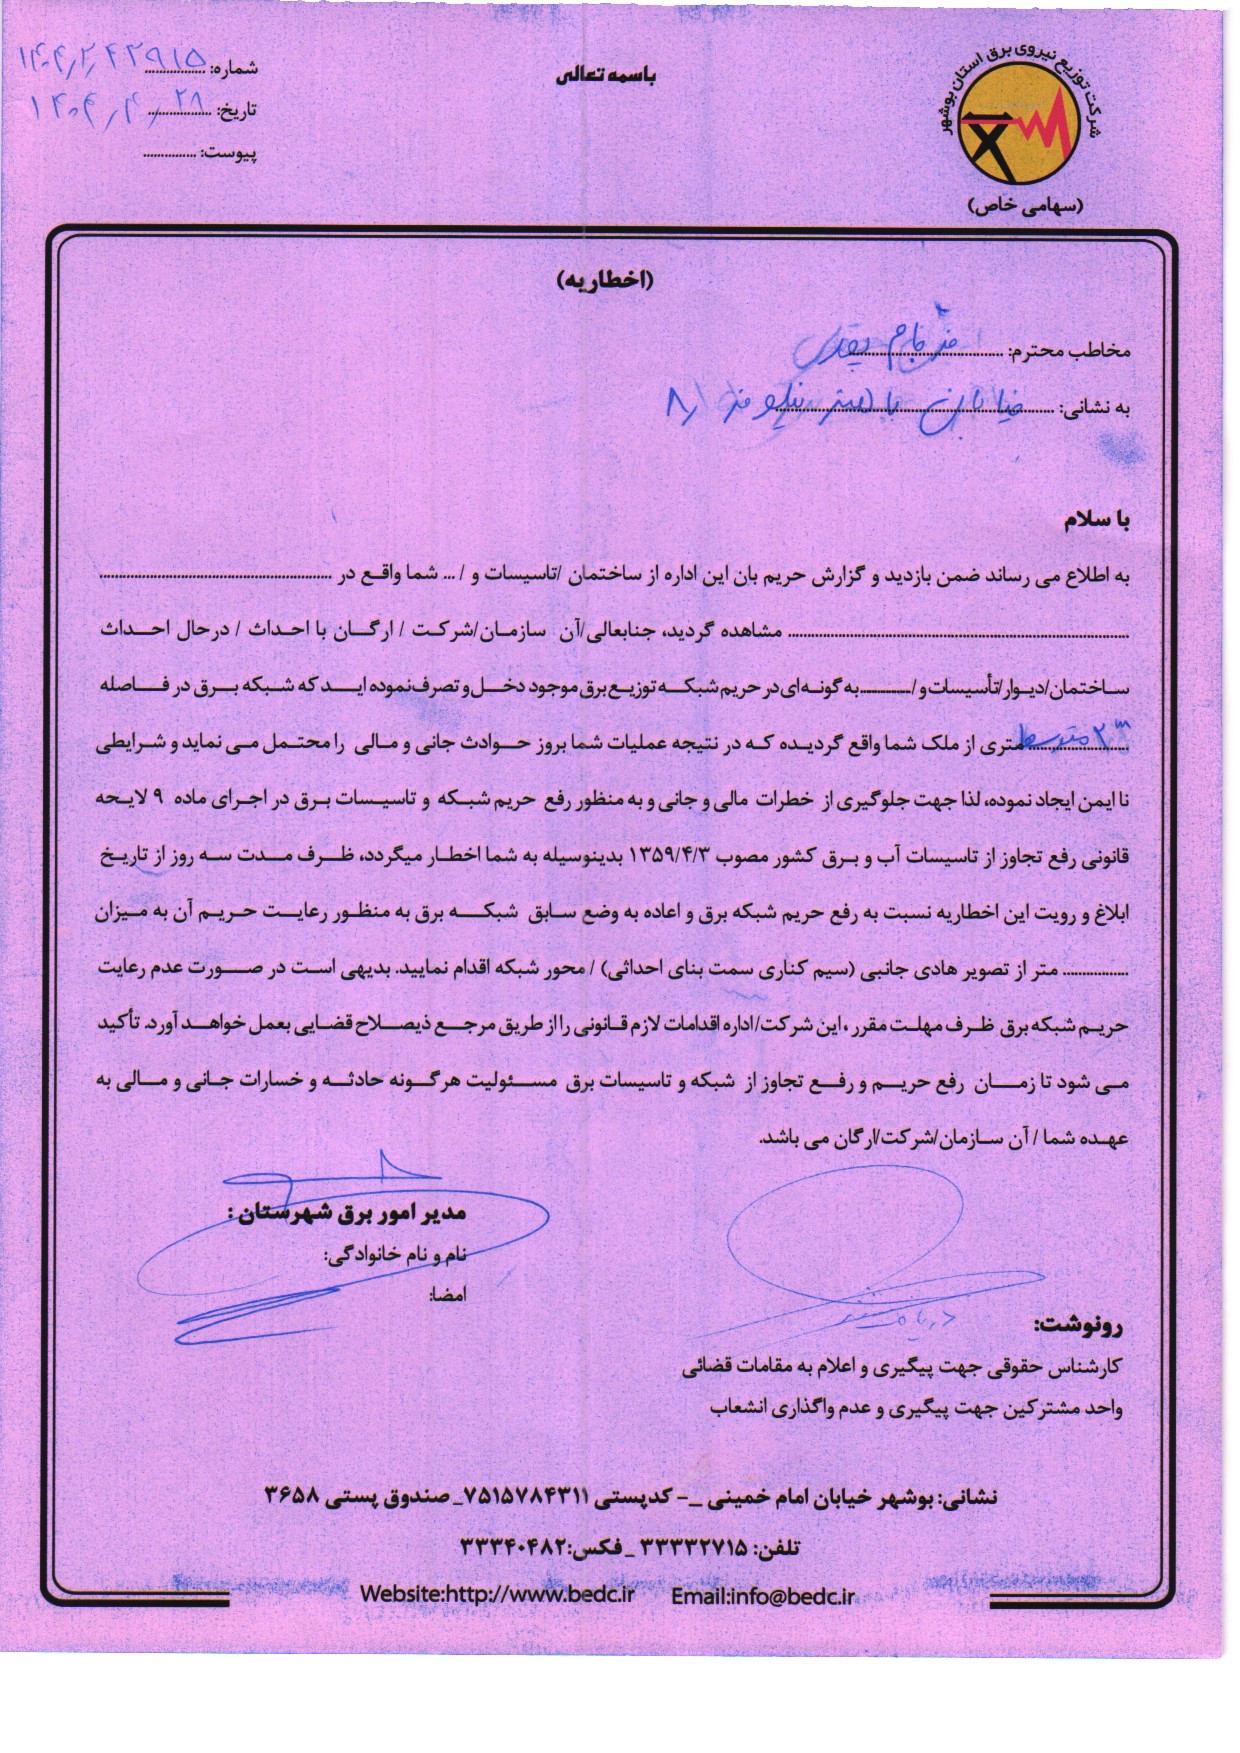 باسمه تعالی
شرکت توزیع نیروی برق استان بوشهر
(سهامی خاص)
شماره: ۱۴۰۴/۲/۴۲۹۱۵
تاریخ: ۱۴۰۴/۴/۲۸
پیوست: ...............
(اخطاریه)
مخاطب محترم:
به نشانی: خیابان باهنر نیلوفر ۸
با سلام
به اطلاع می رساند ضمن بازدید و گزارش حریم بان این اداره از ساختمان /تاسیسات و / ... شما واقع در ................................
................................ مشاهده گردید، جنابعالی/آن سازمان/شرکت / ارگان با احداث / درحال احداث
ساختمان/دیوار/تأسیسات و /............به گونه ای در حریم شبکه توزیع برق موجود دخل و تصرف نموده اید که شبکه برق در فاصله
متری از ملک شما واقع گردیده که در نتیجه عملیات شما بروز حوادث جانی و مالی را محتمل می نماید و شرایطی
نا ایمن ایجاد نموده، لذا جهت جلوگیری از خطرات مالی و جانی و به منظور رفع حریم شبکه و تاسیسات برق در اجرای ماده ۹ لایحه
قانونی رفع تجاوز از تاسیسات آب و برق کشور مصوب ۱۳۵۹/۴/۳ بدینوسیله به شما اخطار میگردد، ظرف مدت سه روز از تاریخ
ابلاغ و رویت این اخطاریه نسبت به رفع حریم شبکه برق و اعاده به وضع سابق شبکه برق به منظور رعایت حریم آن به میزان
................ متر از تصویر هادی جانبی (سیم کناری سمت بنای احداثی) / محور شبکه اقدام نمایید. بدیهی است در صورت عدم رعایت
حریم شبکه برق ظرف مهلت مقرر ، این شرکت/اداره اقدامات لازم قانونی را از طریق مرجع ذیصلاح قضایی بعمل خواهد آورد. تأکید
می شود تا زمان رفع حریم و رفع تجاوز از شبکه و تاسیسات برق مسئولیت هرگونه حادثه و خسارات جانی و مالی به
عهده شما / آن سازمان/شرکت/ارگان می باشد.
مدیر امور برق شهرستان :
نام و نام خانوادگی:
امضا:
رونوشت:
کارشناس حقوقی جهت پیگیری و اعلام به مقامات قضائی
واحد مشترکین جهت پیگیری و عدم واگذاری انشعاب
نشانی: بوشهر خیابان امام خمینی _- کدپستی ۷۵۱۵۷۸۴۳۱۱_ صندوق پستی ۳۶۵۸
تلفن: ۳۳۳۳۲۷۱۵ _ فکس:۳۳۳۴۰۴۸۲
Website:http://www.bedc.ir Email:info@bedc.ir